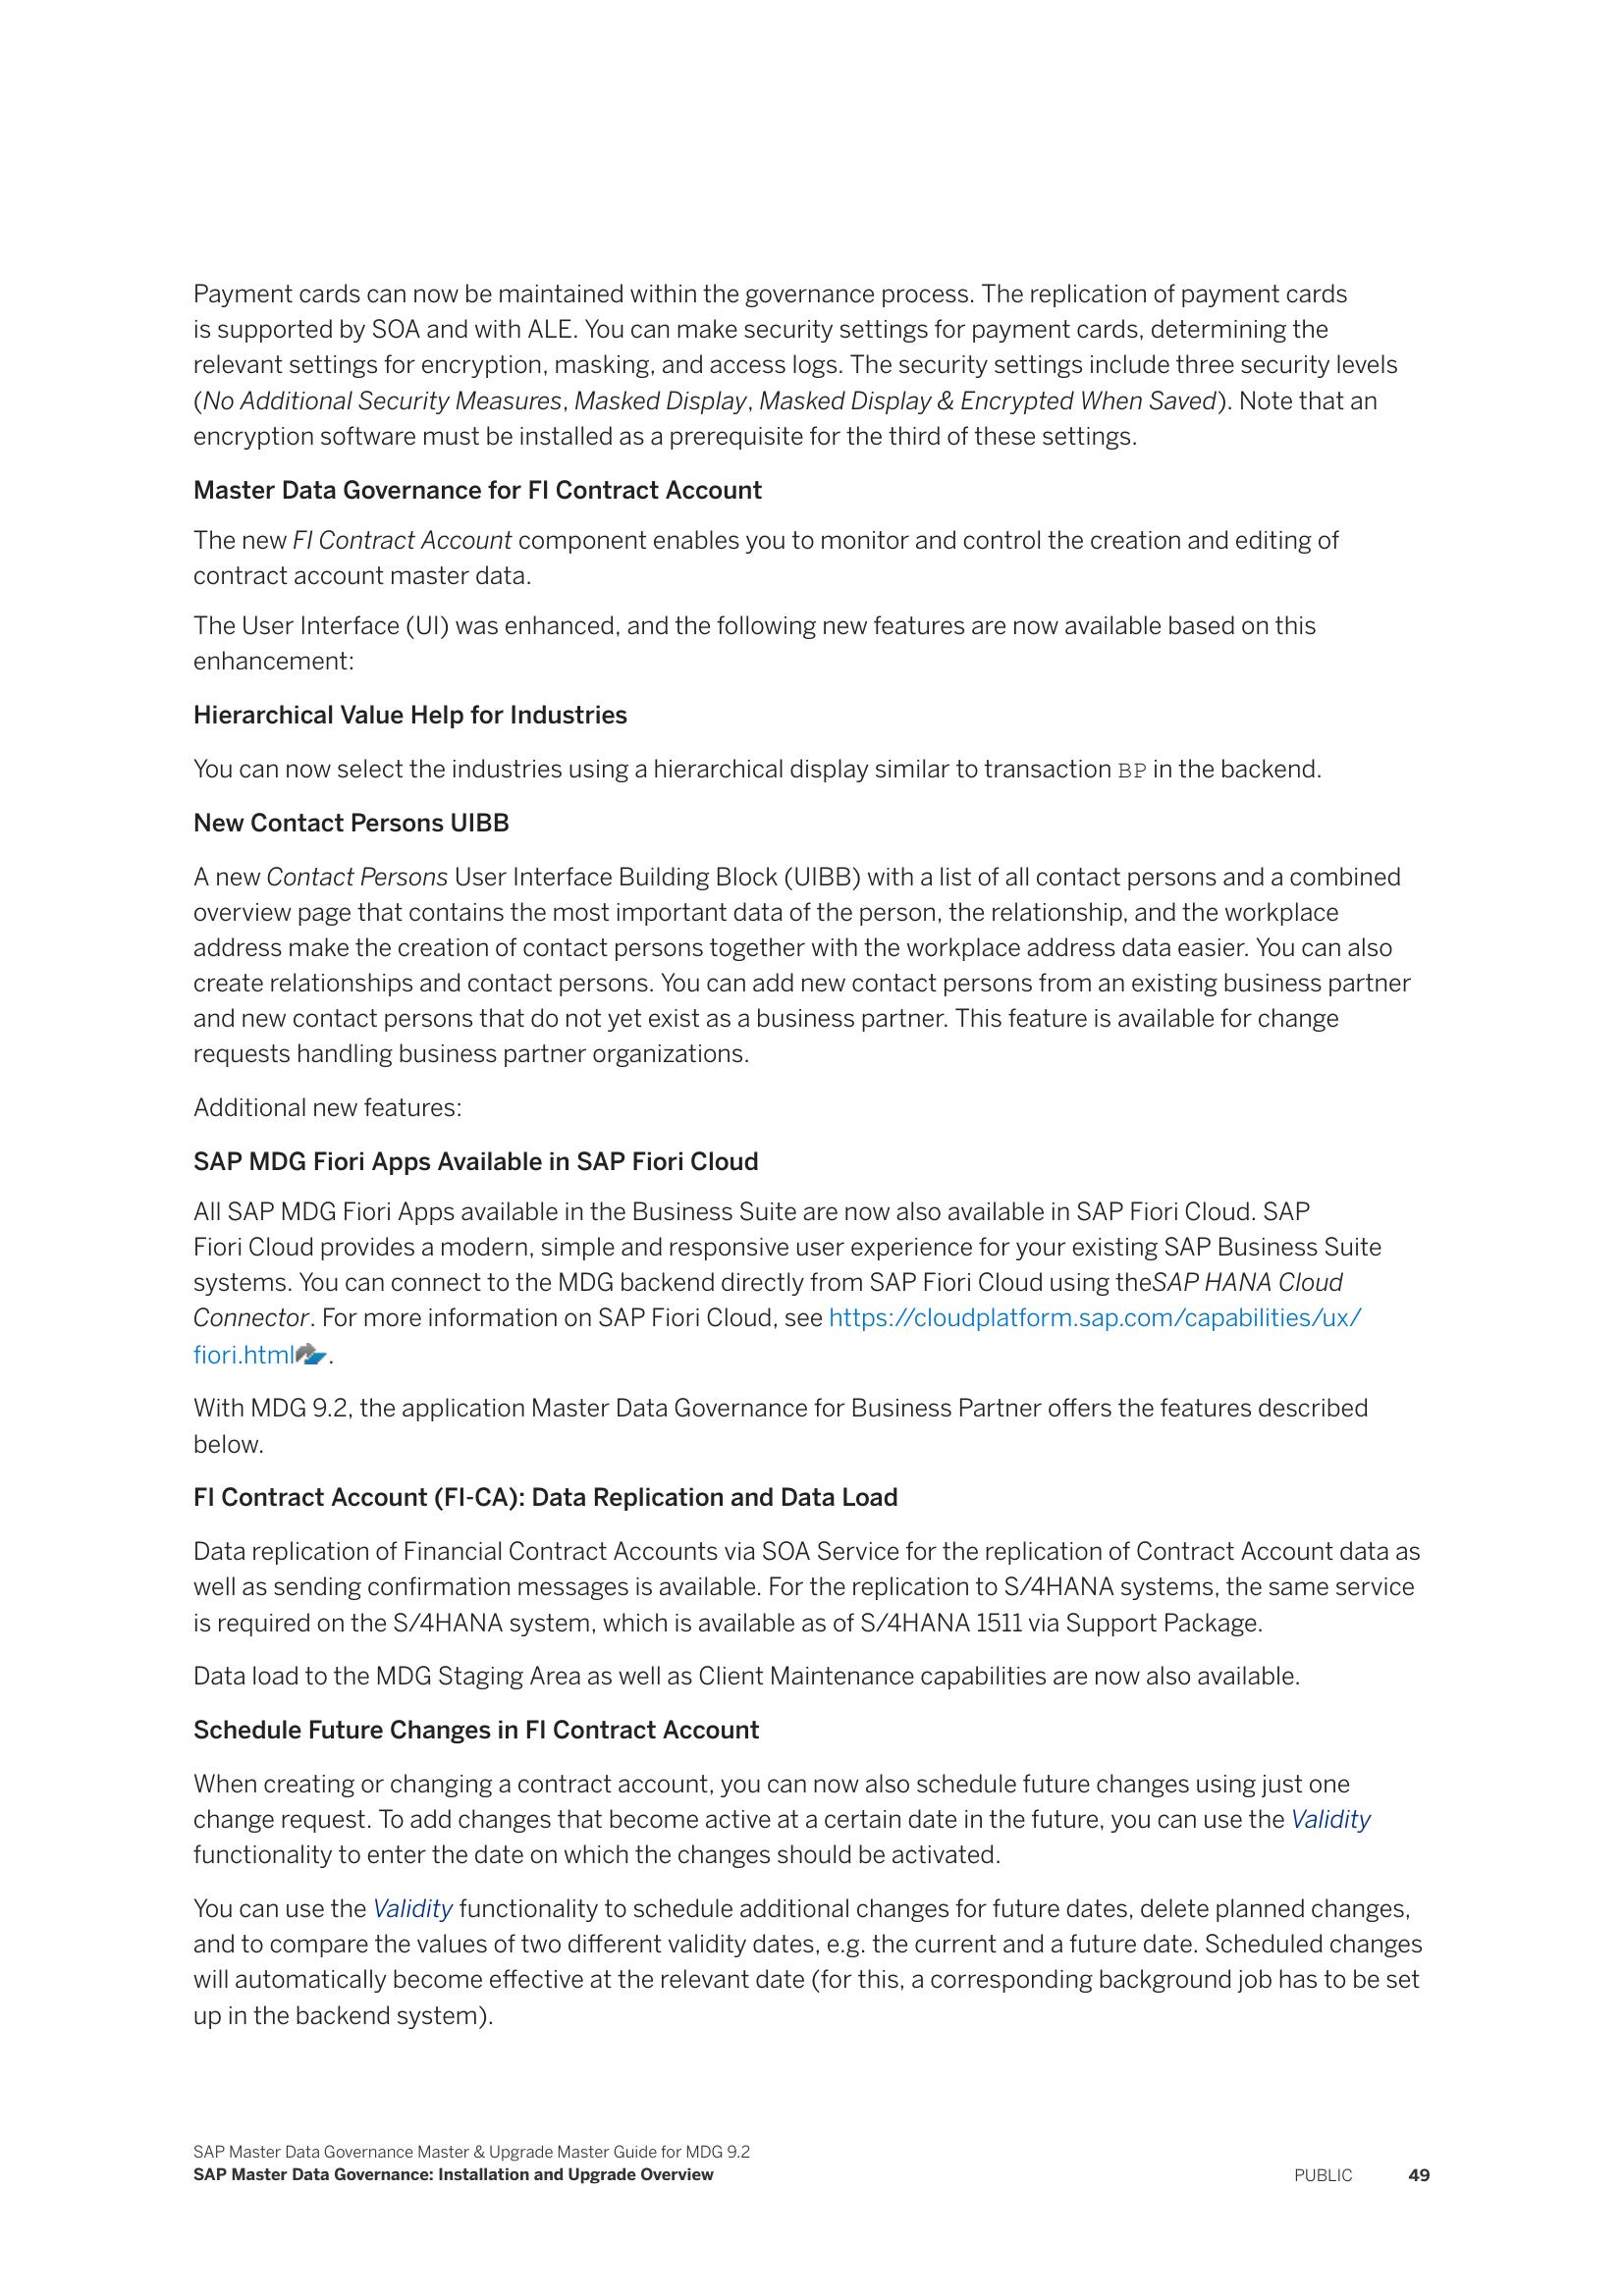 Payment cards can now be maintained within the governance process. The replication of payment cards
is supported by SOA and with ALE. You can make security settings for payment cards, determining the
relevant settings for encryption, masking, and access logs. The security settings include three security levels
(No Additional Security Measures, Masked Display, Masked Display & Encrypted When Saved). Note that an
encryption software must be installed as a prerequisite for the third of these settings.
Master Data Governance for FI Contract Account
The new FI Contract Account component enables you to monitor and control the creation and editing of
contract account master data.
The User Interface (UI) was enhanced, and the following new features are now available based on this
enhancement:
Hierarchical Value Help for Industries
You can now select the industries using a hierarchical display similar to transaction BP in the backend.
New Contact Persons UIBB
A new Contact Persons User Interface Building Block (UIBB) with a list of all contact persons and a combined
overview page that contains the most important data of the person, the relationship, and the workplace
address make the creation of contact persons together with the workplace address data easier. You can also
create relationships and contact persons. You can add new contact persons from an existing business partner
and new contact persons that do not yet exist as a business partner. This feature is available for change
requests handling business partner organizations.
Additional new features:
SAP MDG Fiori Apps Available in SAP Fiori Cloud
All SAP MDG Fiori Apps available in the Business Suite are now also available in SAP Fiori Cloud. SAP
Fiori Cloud provides a modern, simple and responsive user experience for your existing SAP Business Suite
systems. You can connect to the MDG backend directly from SAP Fiori Cloud using theSAP HANA Cloud
Connector. For more information on SAP Fiori Cloud, see https://cloudplatform.sap.com/capabilities/ux/
fiori.html.
With MDG 9.2, the application Master Data Governance for Business Partner offers the features described
below.
FI Contract Account (FI-CA): Data Replication and Data Load
Data replication of Financial Contract Accounts via SOA Service for the replication of Contract Account data as
well as sending confirmation messages is available. For the replication to S/4HANA systems, the same service
is required on the S/4HANA system, which is available as of S/4HANA 1511 via Support Package.
Data load to the MDG Staging Area as well as Client Maintenance capabilities are now also available.
Schedule Future Changes in FI Contract Account
When creating or changing a contract account, you can now also schedule future changes using just one
change request. To add changes that become active at a certain date in the future, you can use the Validity
functionality to enter the date on which the changes should be activated.
You can use the Validity functionality to schedule additional changes for future dates, delete planned changes,
and to compare the values of two different validity dates, e.g. the current and a future date. Scheduled changes
will automatically become effective at the relevant date (for this, a corresponding background job has to be set
up in the backend system).
SAP Master Data Governance Master & Upgrade Master Guide for MDG 9.2
SAP Master Data Governance: Installation and Upgrade Overview PUBLIC 49